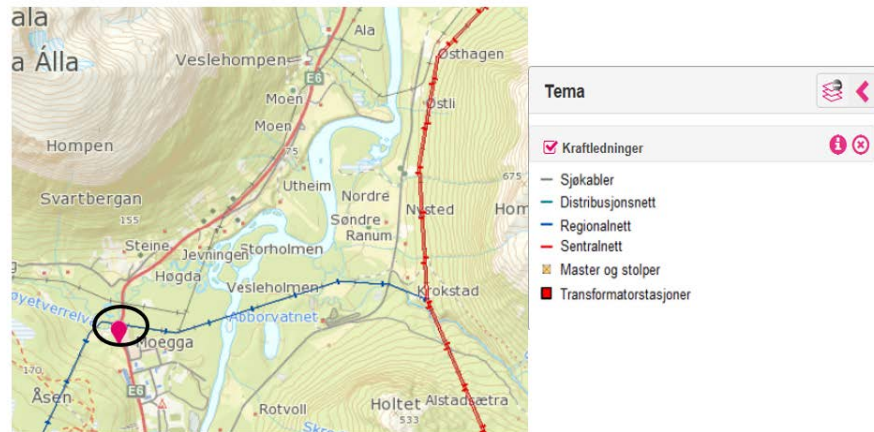 ala
a Álla
Ala
Veslehompen
Østhagen
E6
Moen
Østli
Moen
75
Hompen
Utheim
675
Nordre
Svartbergan
Nysted
Hom
155
Søndre
Ranum
Steine
Jevningen
Storholmen
Høgda
Vesleholmen
Krokstad
øyetverrelv
Abborvatnet
Moegga
170
Åsen
E6
Rotvoll
Holtet
Alstadsætra
533
Tema
Kraftledninger
Sjøkabler
Distribusjonsnett
Regionalnett
Sentralnett
Master og stolper
Transformatorstasjoner